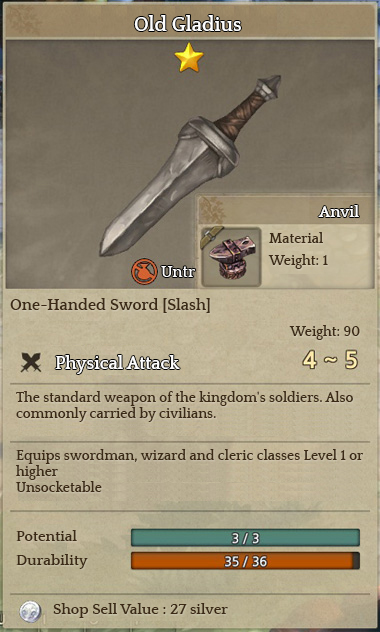 Old Gladius
Anvil
Material
Weight: 1
Untr
One-Handed Sword [Slash]
Weight: 90
Physical Attack 4 ~ 5
The standard weapon of the kingdom's soldiers. Also
commonly carried by civilians.
Equips swordman, wizard and cleric classes Level 1 or
higher
Unsocketable
Potential 3 / 3
Durability 35 / 36
Shop Sell Value : 27 silver